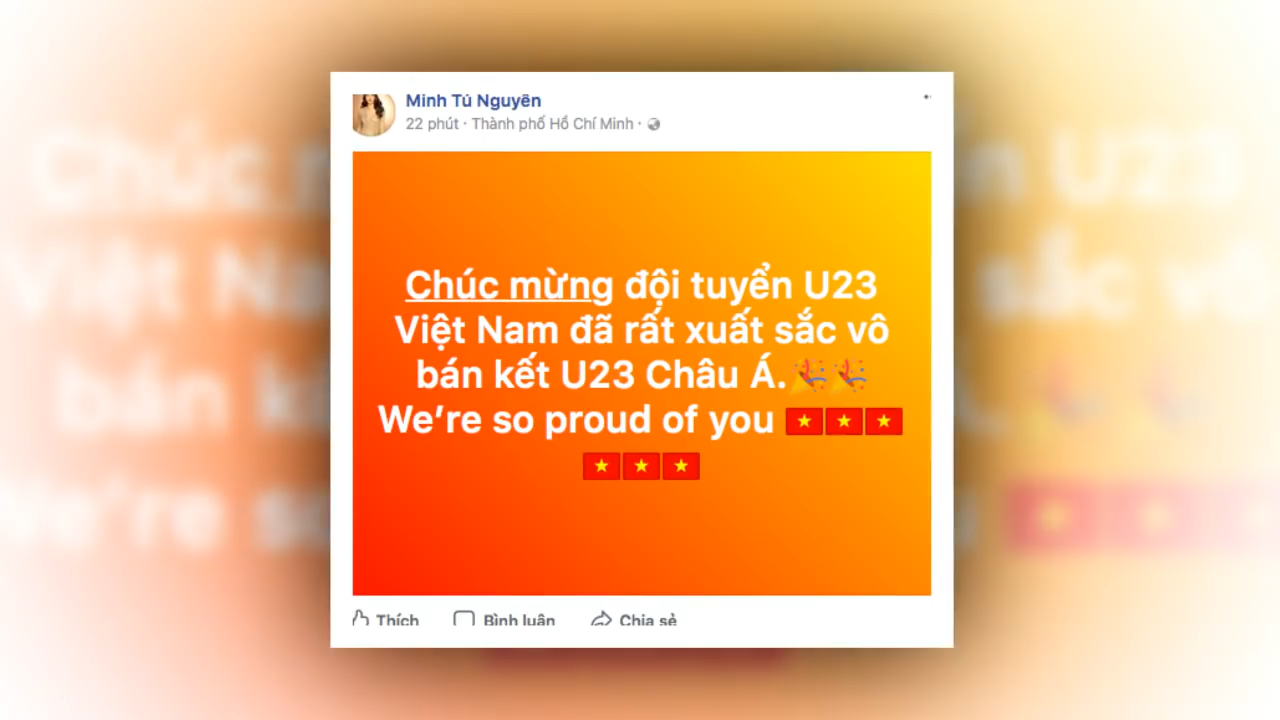 Minh Tú Nguyên
22 phút · Thành phố Hồ Chí Minh ·
Chúc mừng đội tuyển U23
Việt Nam đã rất xuất sắc vô
bán kết U23 Châu Á.🎉🎉
We’re so proud of you 🇻🇳🇻🇳🇻🇳
🇻🇳🇻🇳🇻🇳
Thích Bình luận Chia sẻ